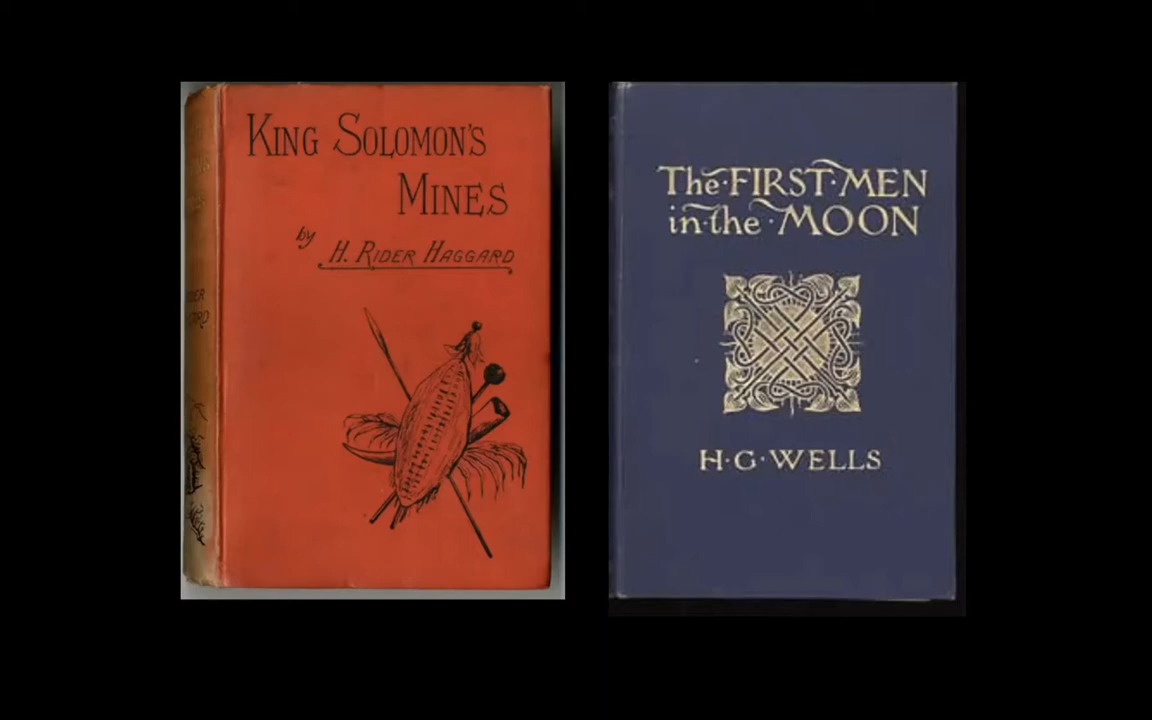 KING SOLOMON'S
MINES
by
H. RIDER HAGGARD
The·FIRST·MEN
in·the·MOON
H·G·WELLS